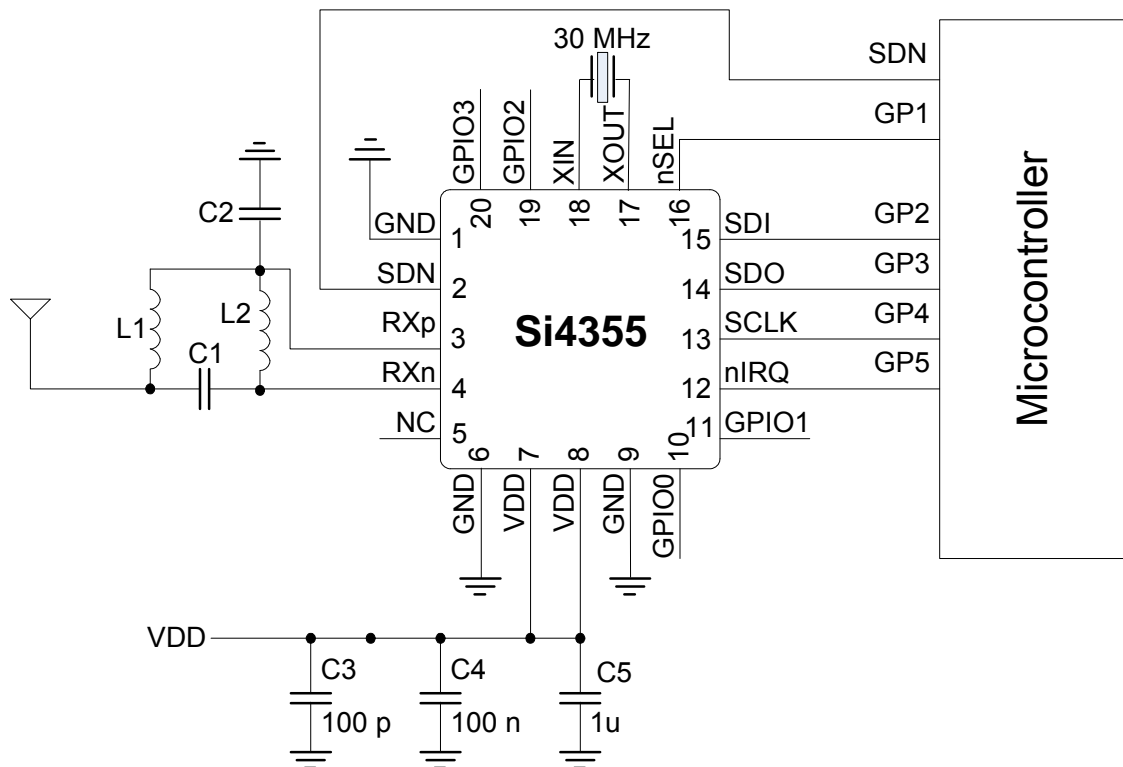 30 MHz
SDN
GP1
GPIO3
GPIO2
XIN
XOUT
nSEL
20
19
18
17
16
C2
GND
1
15
SDI
GP2
SDN
2
14
SDO
GP3
L1
L2
RXp
3
Si4355
13
SCLK
GP4
C1
RXn
4
12
nIRQ
GP5
NC
5
11
GPIO1
Microcontroller
6
7
8
9
10
GND
VDD
VDD
GND
GPIO0
VDD
C3
C4
C5
100 p
100 n
1u